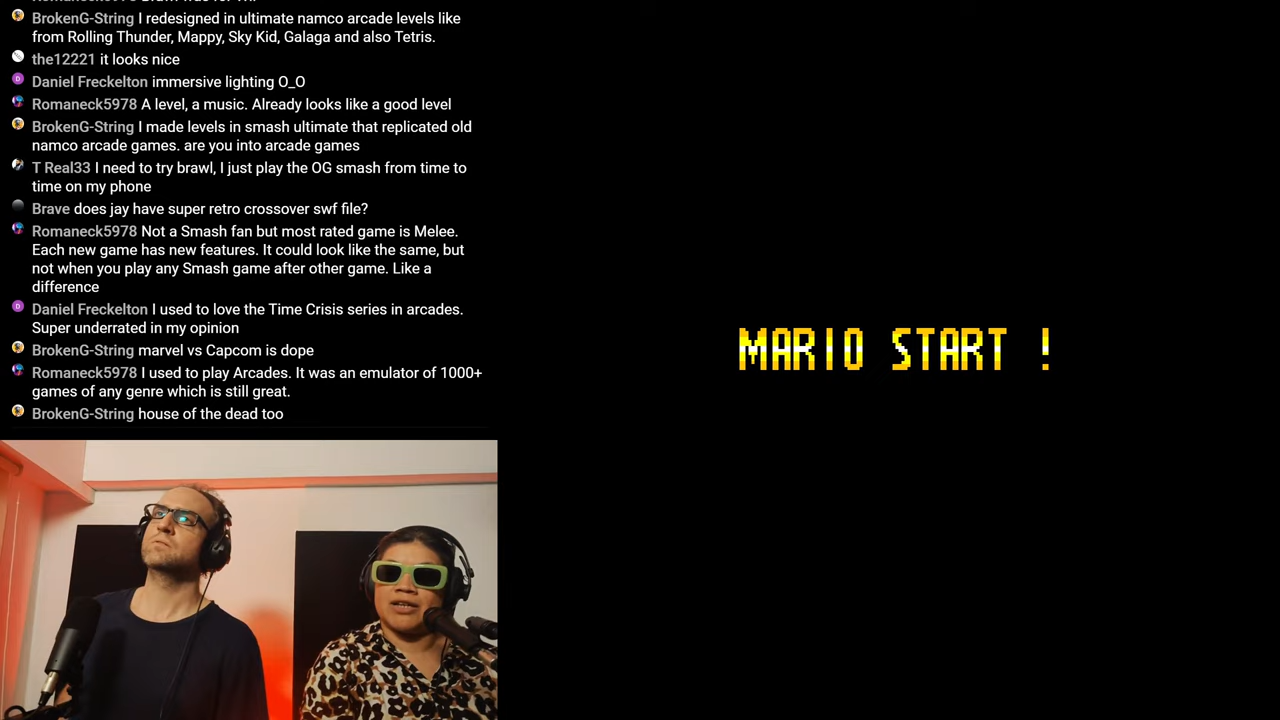 BrokenG-String I redesigned in ultimate namco arcade levels like
from Rolling Thunder, Mappy, Sky Kid, Galaga and also Tetris.
the12221 it looks nice
Daniel Freckelton immersive lighting O_O
Romaneck5978 A level, a music. Already looks like a good level
BrokenG-String I made levels in smash ultimate that replicated old
namco arcade games. are you into arcade games
T Real33 I need to try brawl, I just play the OG smash from time to
time on my phone
Brave does jay have super retro crossover swf file?
Romaneck5978 Not a Smash fan but most rated game is Melee.
Each new game has new features. It could look like the same, but
not when you play any Smash game after other game. Like a
difference
Daniel Freckelton I used to love the Time Crisis series in arcades.
Super underrated in my opinion
BrokenG-String marvel vs Capcom is dope
Romaneck5978 I used to play Arcades. It was an emulator of 1000+
games of any genre which is still great.
BrokenG-String house of the dead too
MARIO START !